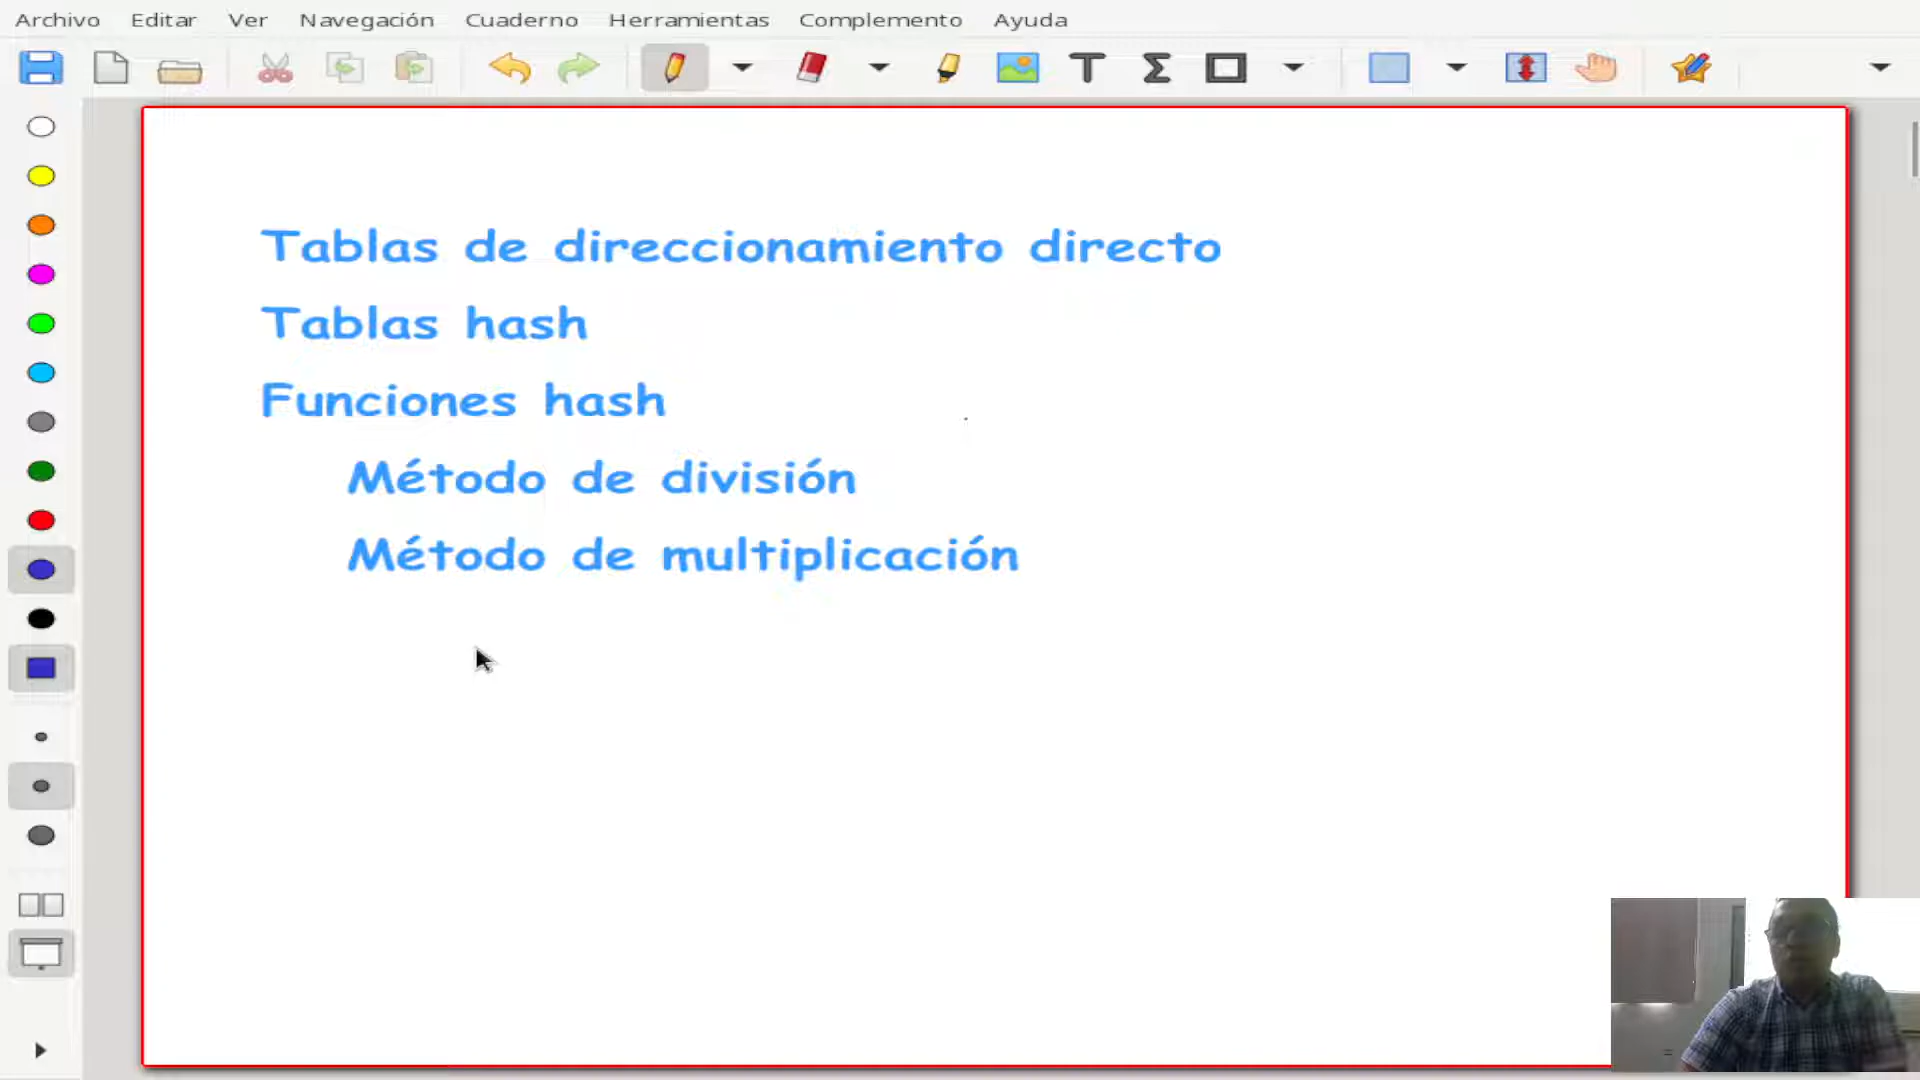 Archivo Editar Ver Navegación Cuaderno Herramientas Complemento Ayuda
Tablas de direccionamiento directo
Tablas hash
Funciones hash
Método de división
Método de multiplicación